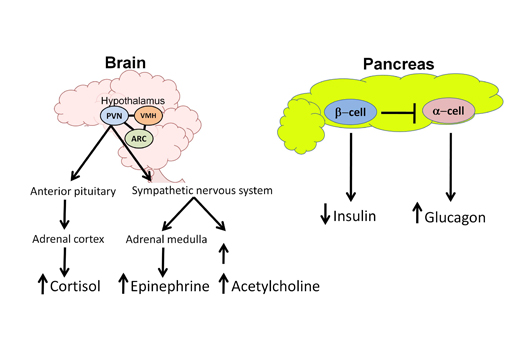 Brain
Pancreas
Hypothalamus
PVN
VMH
ARC
β-cell
α-cell
Anterior pituitary
Sympathetic nervous system
Insulin
Glucagon
Adrenal cortex
Adrenal medulla
Cortisol
Epinephrine
Acetylcholine